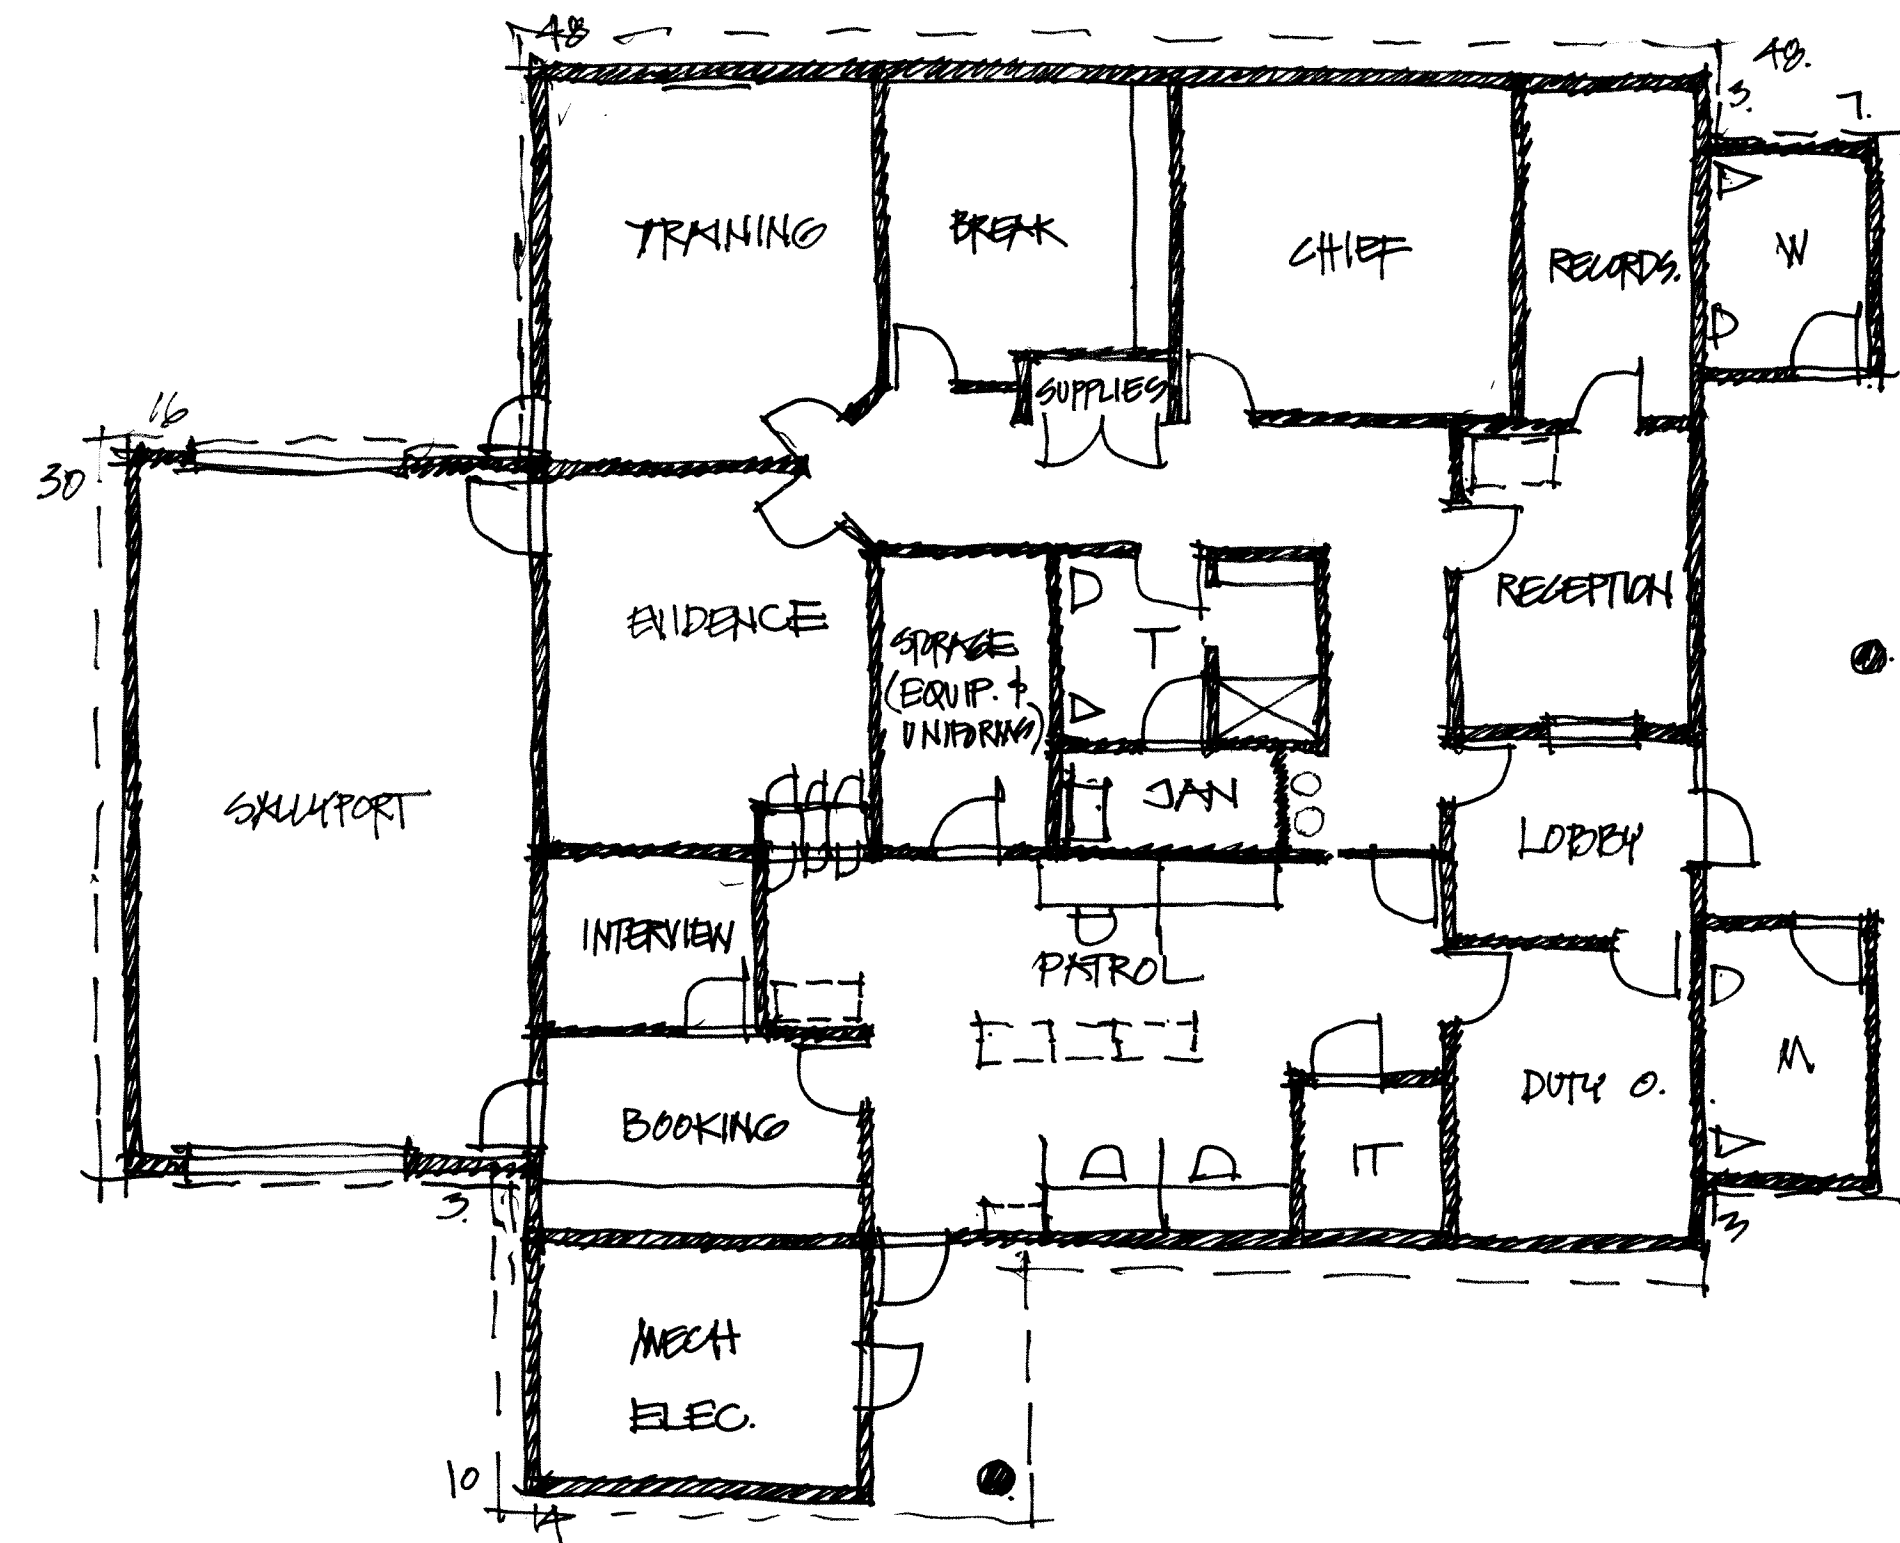 48
48.
3.
7.
TRAINING
BREAK
CHIEF
RECORDS.
W
SUPPLIES
16
30
EVIDENCE
STORAGE
(EQUIP. &
UNIFORMS)
T
RECEPTION
SALLYPORT
JAN
LOBBY
INTERVIEW
PATROL
BOOKING
IT
DUTY O.
M
3.
3
MECH
ELEC.
10
4